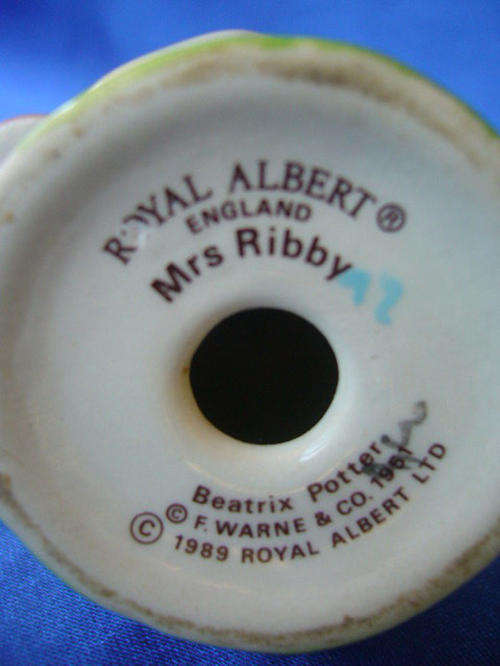 ROYAL ALBERT®
ENGLAND
Mrs Ribby
Beatrix Potter
© F. WARNE & CO. 1951
© 1989 ROYAL ALBERT LTD